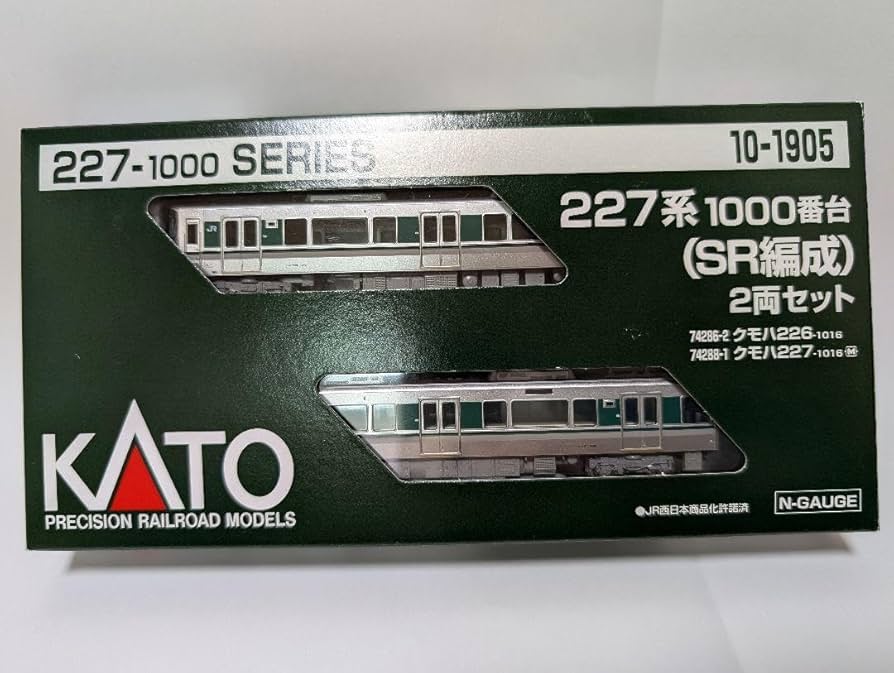 227-1000 SERIES
10-1905
227系 1000番台
(SR編成)
2両セット
74286-2 クモハ226-1016
74288-1 クモハ227-1016 M
JR
KATO
PRECISION RAILROAD MODELS
●JR西日本商品化許諾済
N-GAUGE